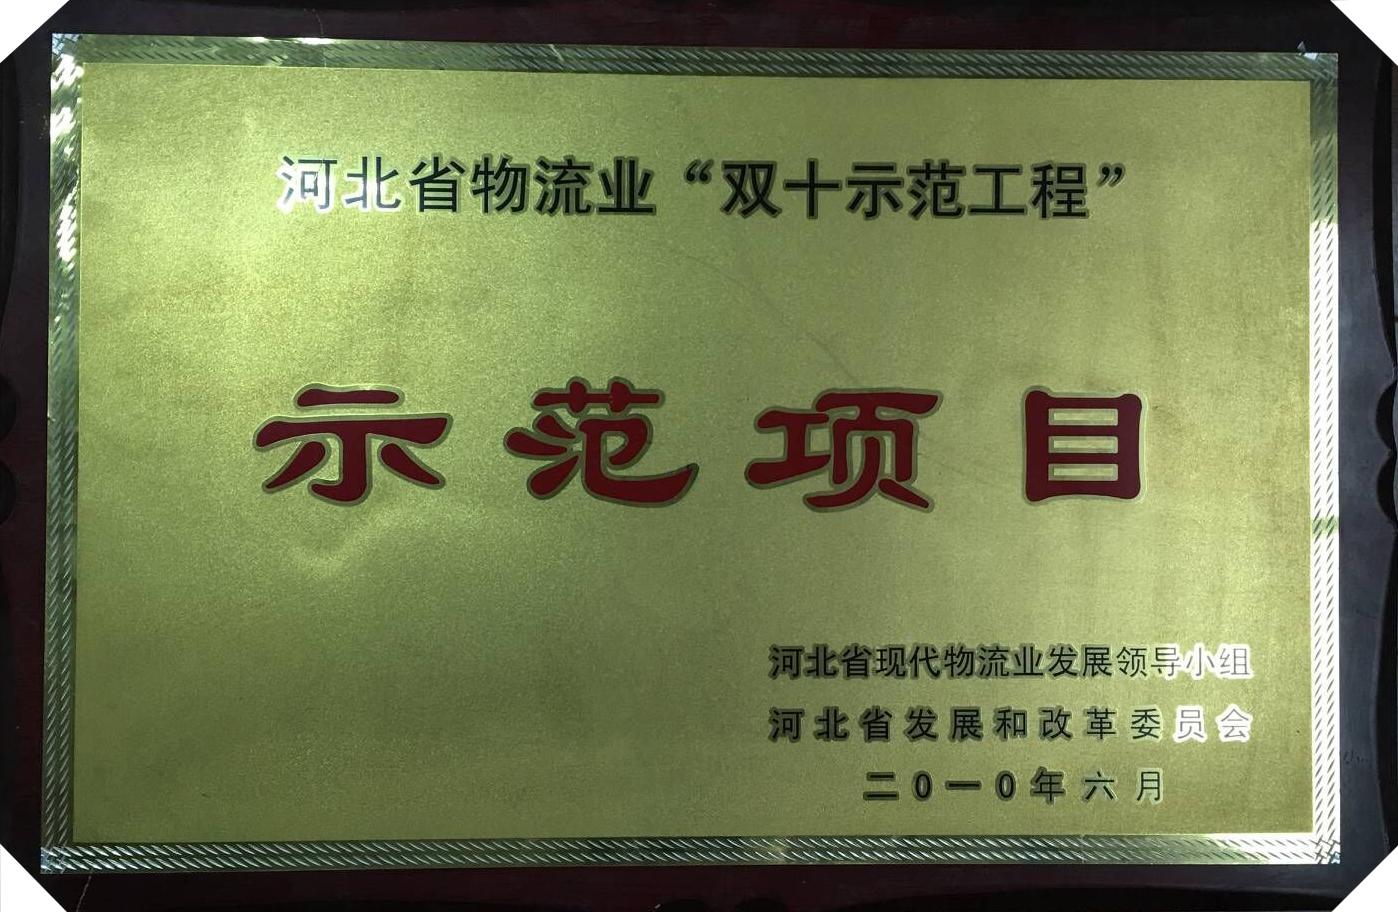 河北省物流业“双十示范工程”
示范项目
河北省现代物流业发展领导小组
河北省发展和改革委员会
二0一0年六月